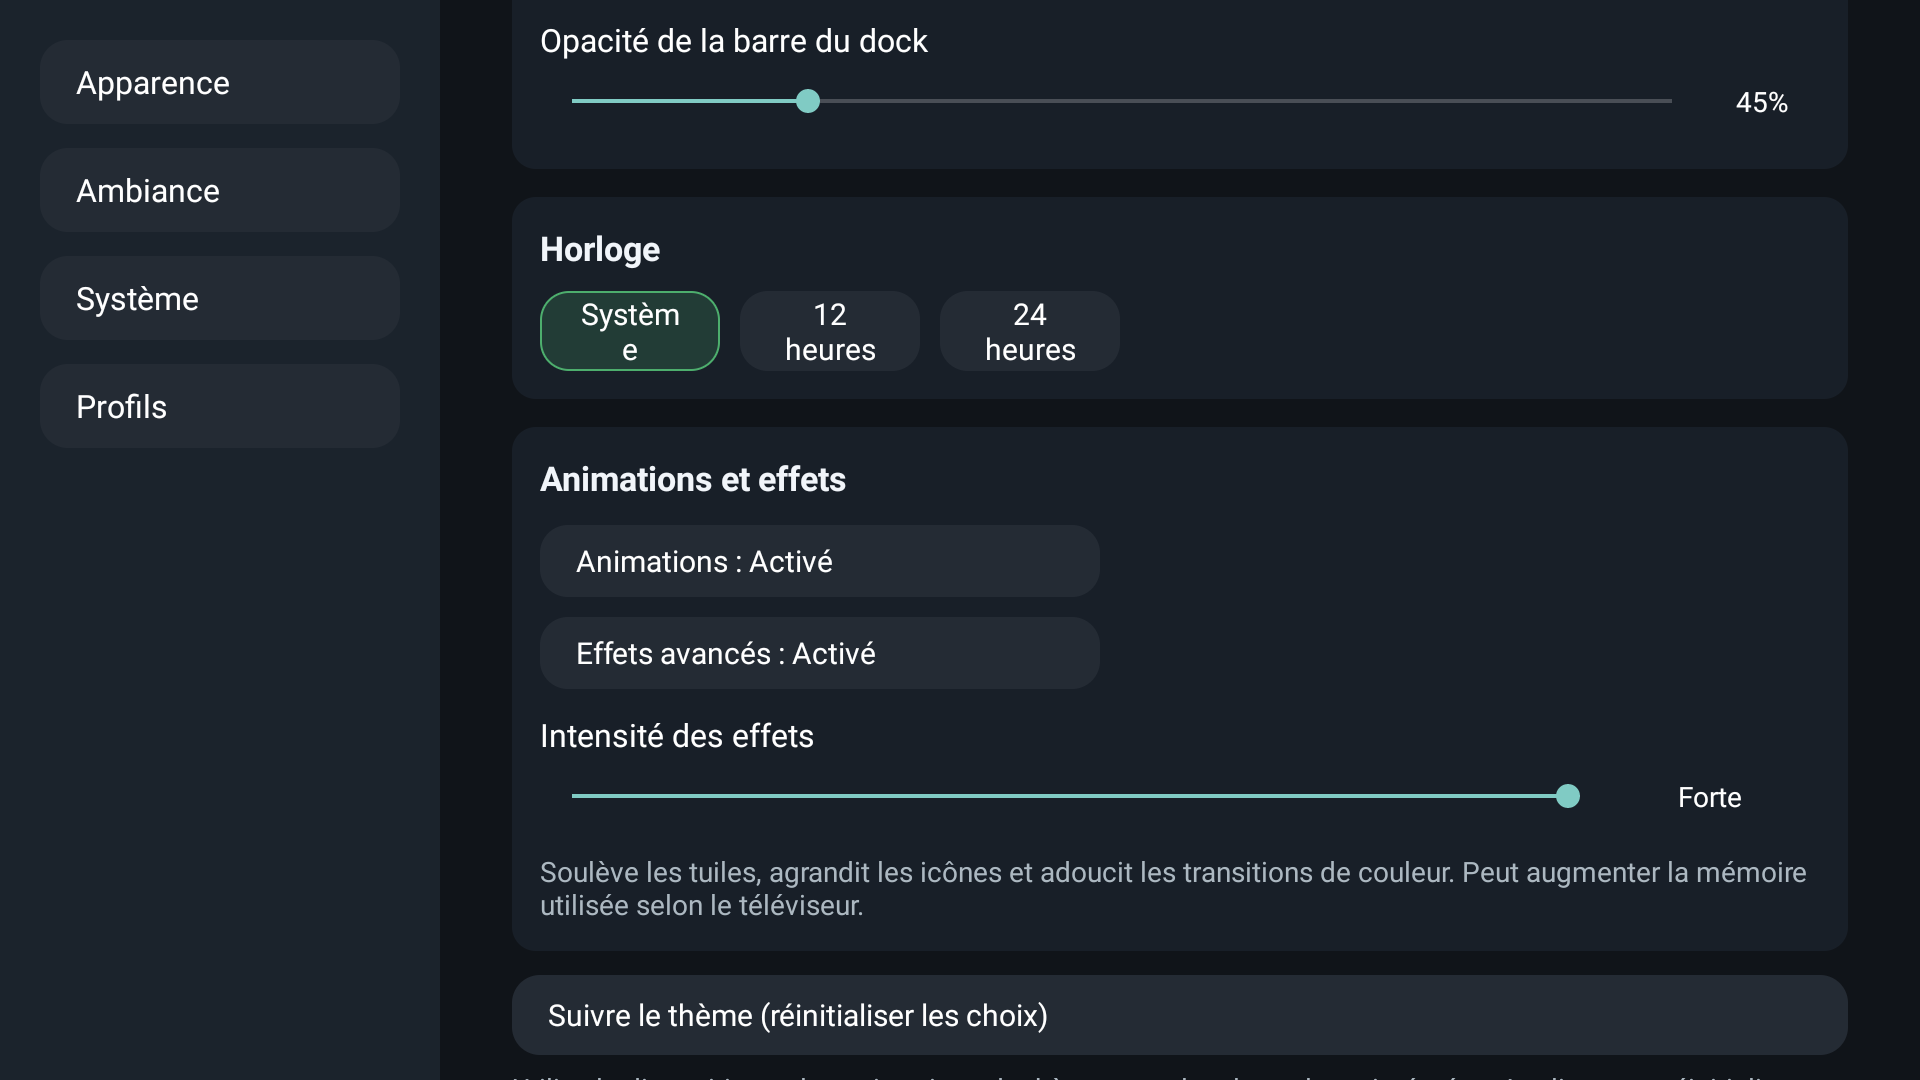 Apparence
Ambiance
Système
Profils
Opacité de la barre du dock
45%
Horloge
Systèm
e
12
heures
24
heures
Animations et effets
Animations : Activé
Effets avancés : Activé
Intensité des effets
Forte
Soulève les tuiles, agrandit les icônes et adoucit les transitions de couleur. Peut augmenter la mémoire
utilisée selon le téléviseur.
Suivre le thème (réinitialiser les choix)